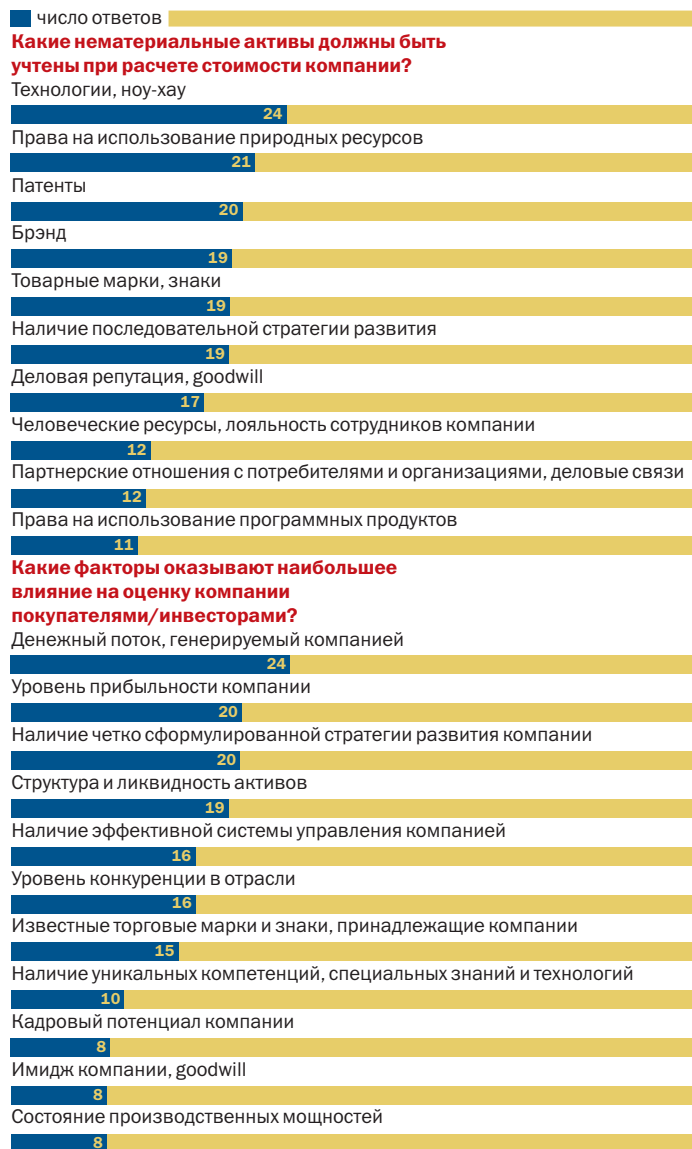 число ответов
Какие нематериальные активы должны быть
учтены при расчете стоимости компании?
Технологии, ноу-хау
24
Права на использование природных ресурсов
21
Патенты
20
Брэнд
19
Товарные марки, знаки
19
Наличие последовательной стратегии развития
19
Деловая репутация, goodwill
17
Человеческие ресурсы, лояльность сотрудников компании
12
Партнерские отношения с потребителями и организациями, деловые связи
12
Права на использование программных продуктов
11
Какие факторы оказывают наибольшее
влияние на оценку компании
покупателями/инвесторами?
Денежный поток, генерируемый компанией
24
Уровень прибыльности компании
20
Наличие четко сформулированной стратегии развития компании
20
Структура и ликвидность активов
19
Наличие эффективной системы управления компанией
16
Уровень конкуренции в отрасли
16
Известные торговые марки и знаки, принадлежащие компании
15
Наличие уникальных компетенций, специальных знаний и технологий
10
Кадровый потенциал компании
8
Имидж компании, goodwill
8
Состояние производственных мощностей
8